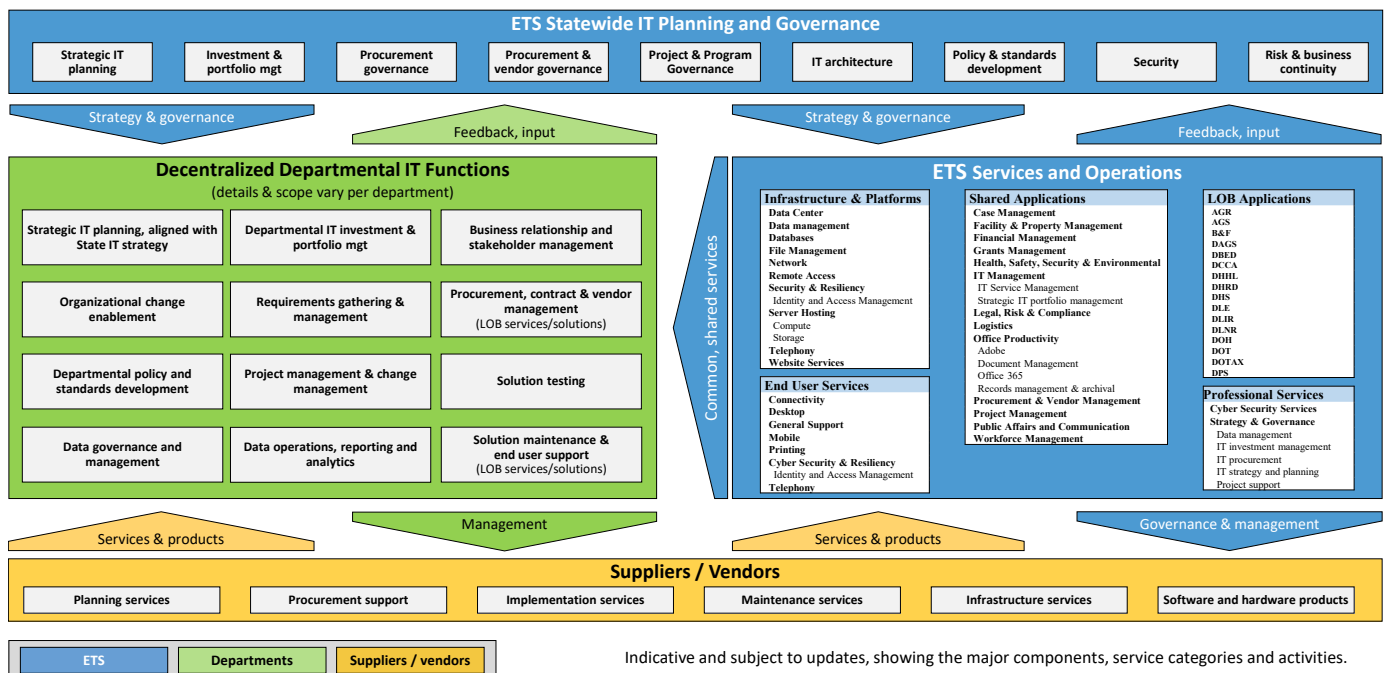 ETS Statewide IT Planning and Governance
Strategic IT
planning
Investment &
portfolio mgt
Procurement
governance
Procurement &
vendor governance
Project & Program
Governance
IT architecture
Policy & standards
development
Security
Risk & business
continuity
Strategy & governance
Feedback, input
Strategy & governance
Feedback, input
Decentralized Departmental IT Functions
(details & scope vary per department)
Strategic IT planning, aligned with
State IT strategy
Departmental IT investment &
portfolio mgt
Business relationship and
stakeholder management
Organizational change
enablement
Requirements gathering &
management
Procurement, contract & vendor
management
(LOB services/solutions)
Departmental policy and
standards development
Project management & change
management
Solution testing
Data governance and
management
Data operations, reporting and
analytics
Solution maintenance &
end user support
(LOB services/solutions)
Common, shared services
ETS Services and Operations
Infrastructure & Platforms
Data Center
Data management
Databases
File Management
Network
Remote Access
Security & Resiliency
Identity and Access Management
Server Hosting
Compute
Storage
Telephony
Website Services
End User Services
Connectivity
Desktop
General Support
Mobile
Printing
Cyber Security & Resiliency
Identity and Access Management
Telephony
Shared Applications
Case Management
Facility & Property Management
Financial Management
Grants Management
Health, Safety, Security & Environmental
IT Management
IT Service Management
Strategic IT portfolio management
Legal, Risk & Compliance
Logistics
Office Productivity
Adobe
Document Management
Office 365
Records management & archival
Procurement & Vendor Management
Project Management
Public Affairs and Communication
Workforce Management
LOB Applications
AGR
AGS
B&F
DAGS
DBED
DCCA
DHHL
DHRD
DHS
DLE
DLIR
DLNR
DOH
DOT
DOTAX
DPS
Professional Services
Cyber Security Services
Strategy & Governance
Data management
IT investment management
IT procurement
IT strategy and planning
Project support
Services & products
Management
Services & products
Governance & management
Suppliers / Vendors
Planning services
Procurement support
Implementation services
Maintenance services
Infrastructure services
Software and hardware products
ETS
Departments
Suppliers / vendors
Indicative and subject to updates, showing the major components, service categories and activities.